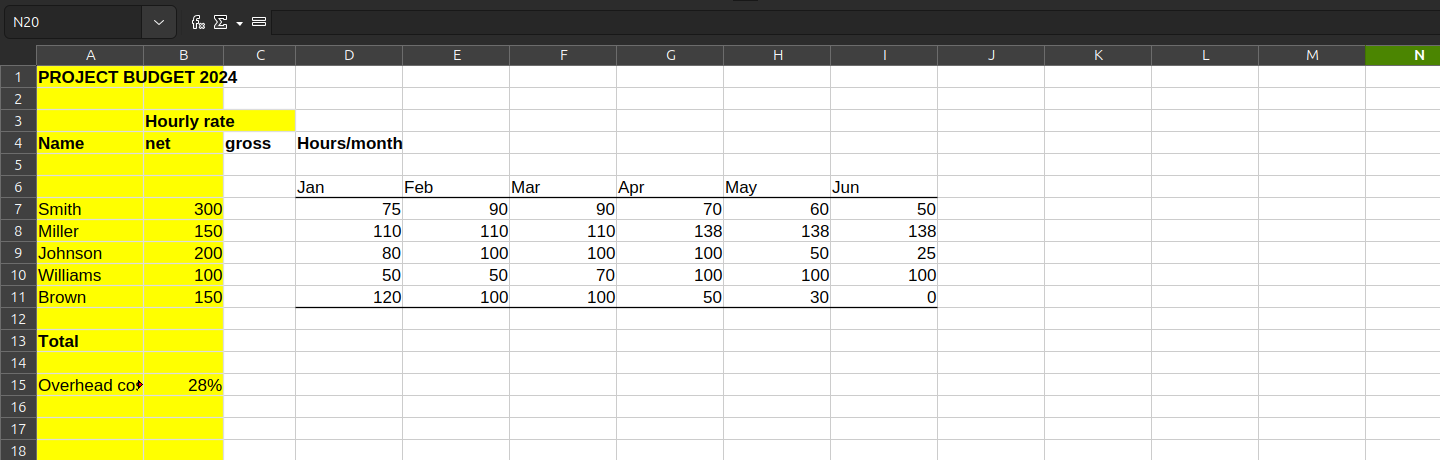 N20
A B C D E F G H I J K L M N
1 PROJECT BUDGET 2024
2
3 Hourly rate
4 Name net gross Hours/month
5
6 Jan Feb Mar Apr May Jun
7 Smith 300 75 90 90 70 60 50
8 Miller 150 110 110 110 138 138 138
9 Johnson 200 80 100 100 100 50 25
10 Williams 100 50 50 70 100 100 100
11 Brown 150 120 100 100 50 30 0
12
13 Total
14
15 Overhead 28%
16
17
18